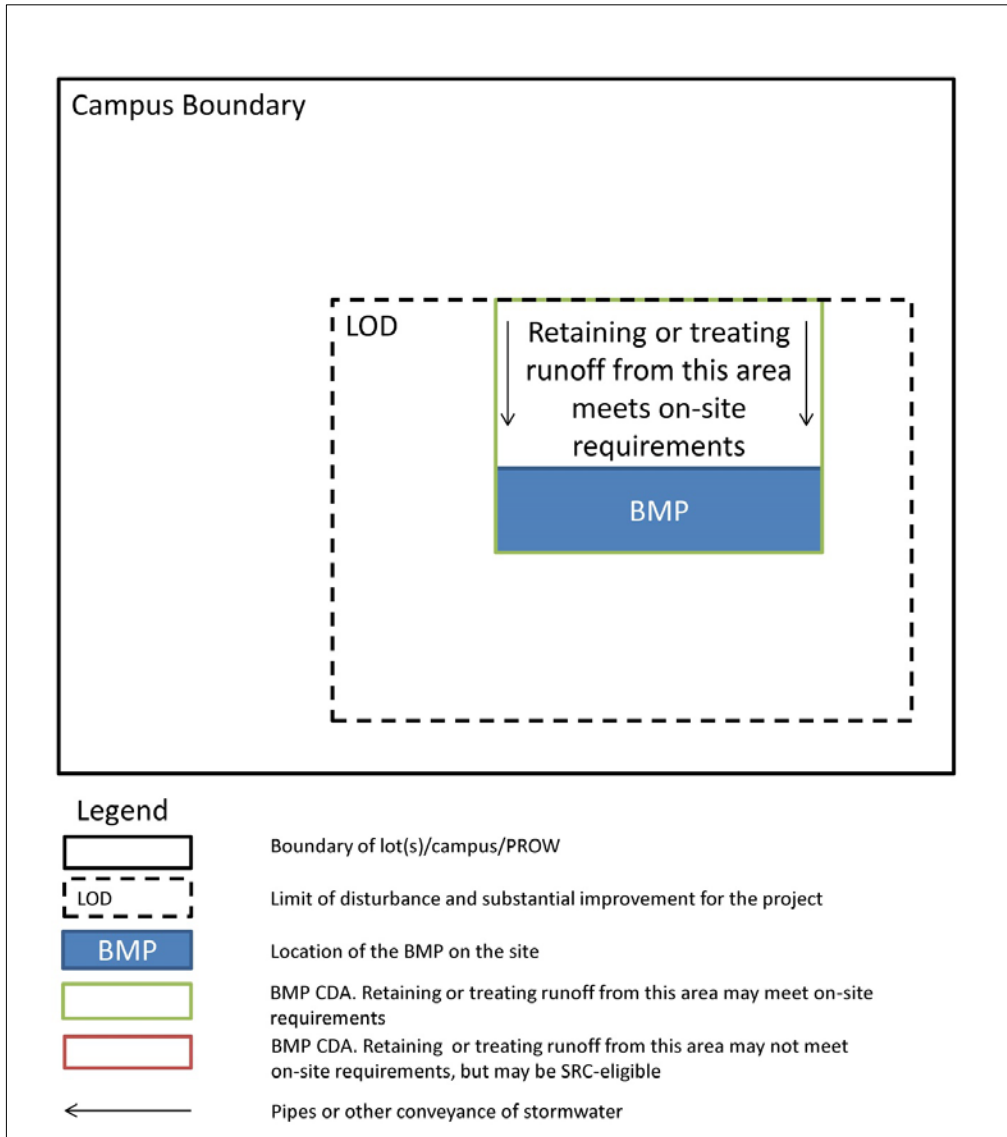 Campus Boundary
LOD
Retaining or treating
runoff from this area
meets on-site
requirements
BMP
Legend
Boundary of lot(s)/campus/PROW
LOD
Limit of disturbance and substantial improvement for the project
BMP
Location of the BMP on the site
BMP CDA. Retaining or treating runoff from this area may meet on-site
requirements
BMP CDA. Retaining or treating runoff from this area may not meet
on-site requirements, but may be SRC-eligible
Pipes or other conveyance of stormwater